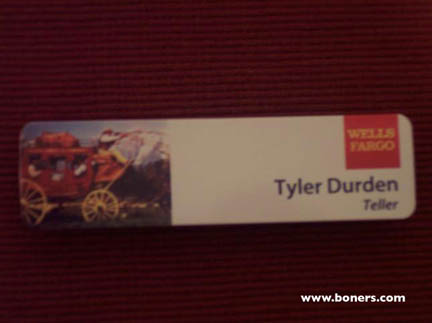 WELLS
FARGO
Tyler Durden
Teller
www.boners.com